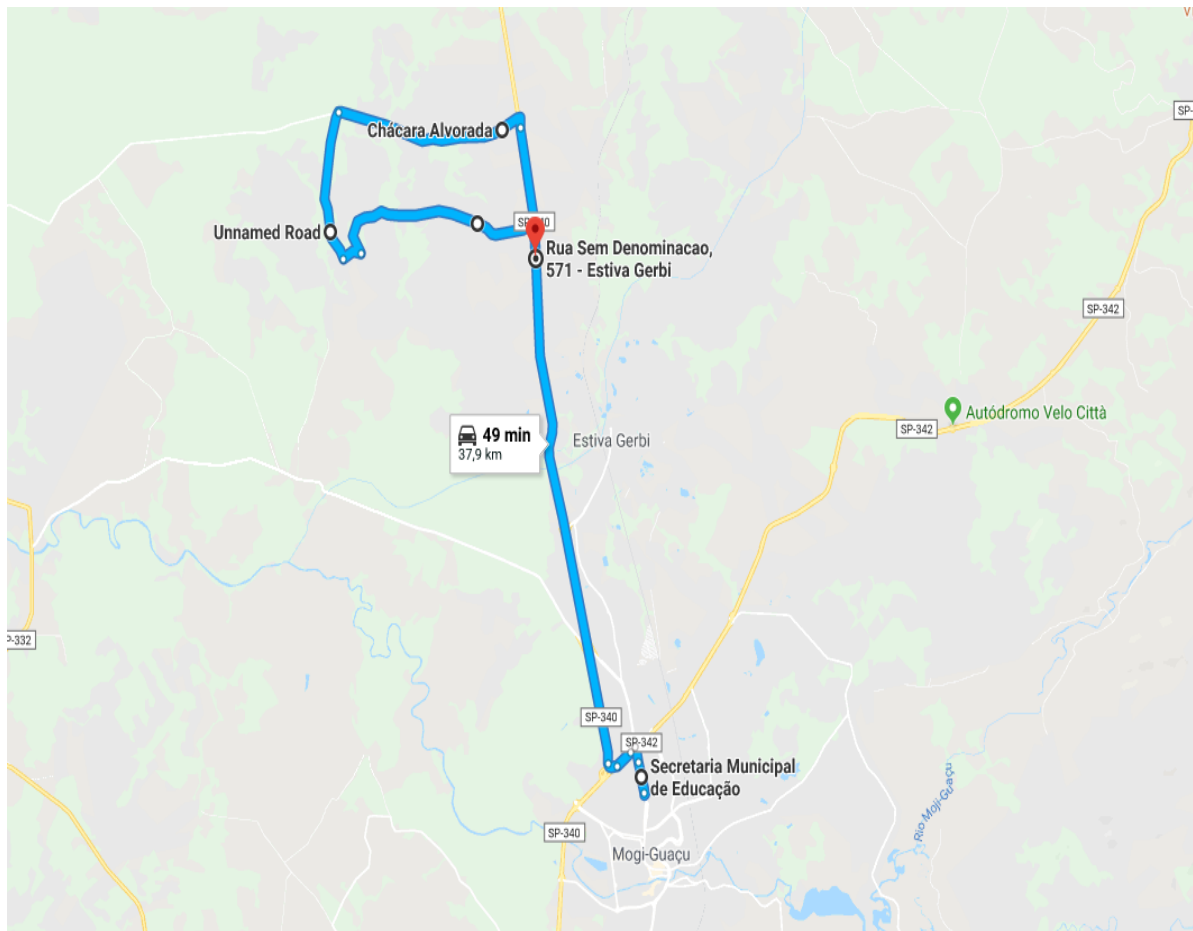 SP-
Chácara Alvorada
Unnamed Road
Rua Sem Denominacao,
571 - Estiva Gerbi
SP-342
Autódromo Velo Città
SP-342
49 min
37,9 km
Estiva Gerbi
P-332
SP-340
SP-342
Secretaria Municipal
de Educação
Rio Moji-Guaçu
SP-340
Mogi-Guaçu